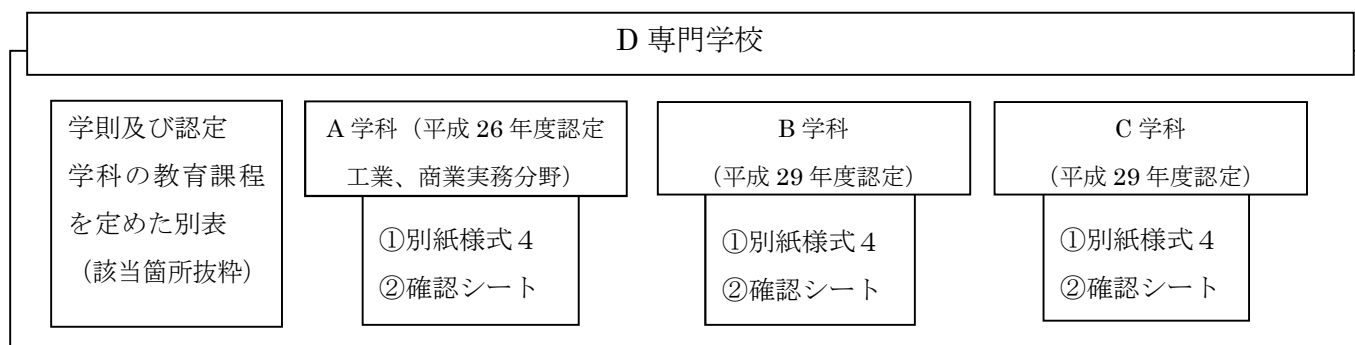 D 専門学校
学則及び認定
学科の教育課程
を定めた別表
（該当箇所抜粋）
A 学科（平成 26 年度認定
工業、商業実務分野）
①別紙様式４
②確認シート
B 学科
（平成 29 年度認定）
①別紙様式４
②確認シート
C 学科
（平成 29 年度認定）
①別紙様式４
②確認シート